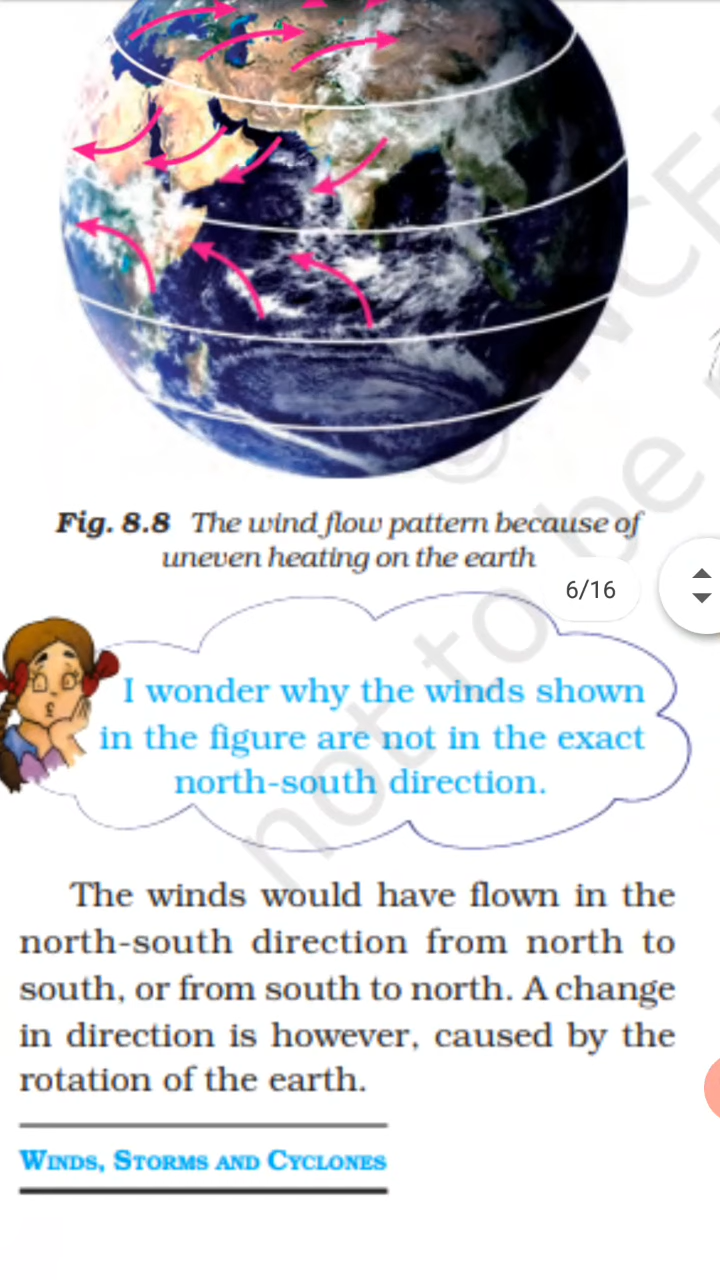 Fig. 8.8 The wind flow pattern because of
uneven heating on the earth
6/16
I wonder why the winds shown
in the figure are not in the exact
north-south direction.
The winds would have flown in the
north-south direction from north to
south, or from south to north. A change
in direction is however, caused by the
rotation of the earth.
WINDS, STORMS AND CYCLONES
not to be